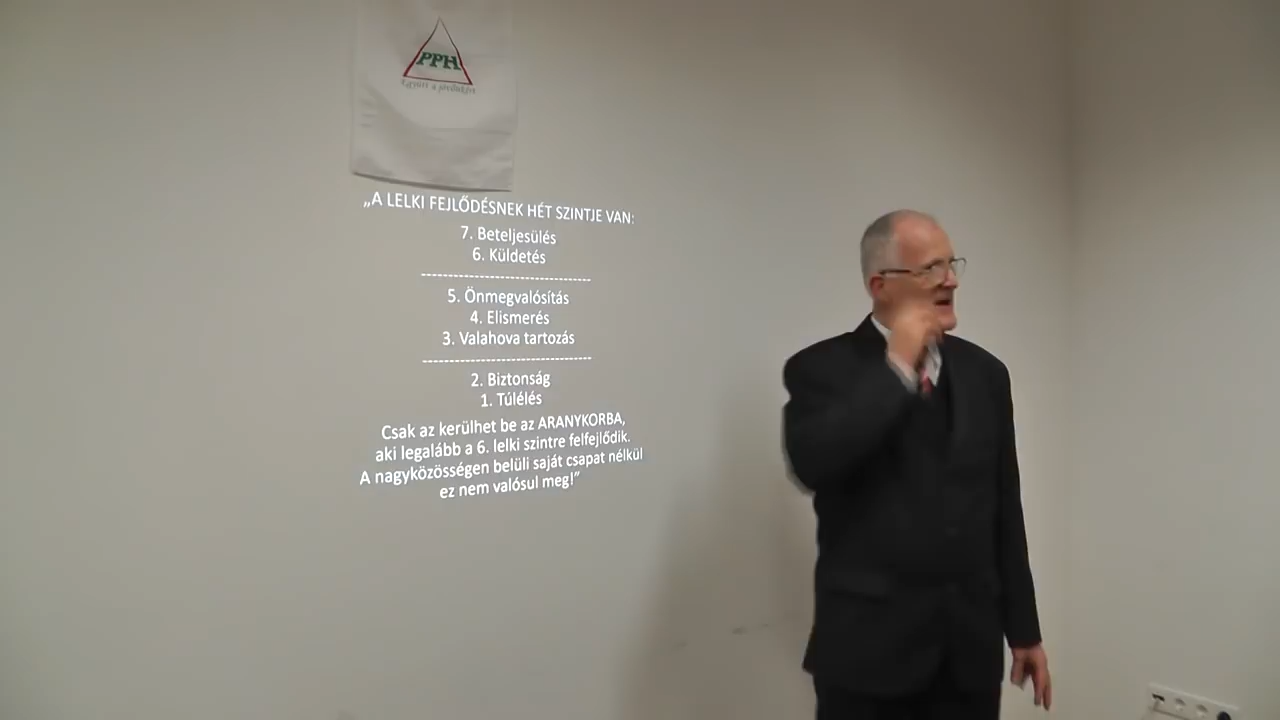 PPH
Együtt a jövőnkért
„A LELKI FEJLŐDÉSNEK HÉT SZINTJE VAN:
7. Beteljesülés
6. Küldetés
-----------------------------------
5. Önmegvalósítás
4. Elismerés
3. Valahova tartozás
-----------------------------------
2. Biztonság
1. Túlélés
Csak az kerülhet be az ARANYKORBA,
aki legalább a 6. lelki szintre felfejlődik.
A nagyközösségen belüli saját csapat nélkül
ez nem valósul meg!”